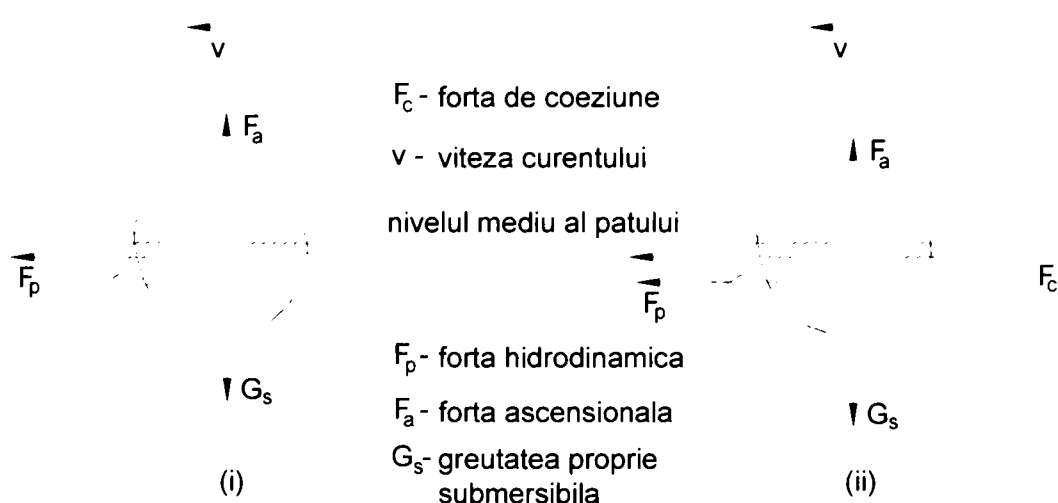 v
v
F_c - forta de coeziune
F_a
v - viteza curentului
F_a
nivelul mediu al patului
F_p
F_p
F_c
F_p - forta hidrodinamica
G_s
F_a - forta ascensionala
G_s
G_s - greutatea proprie
submersibila
(i)
(ii)